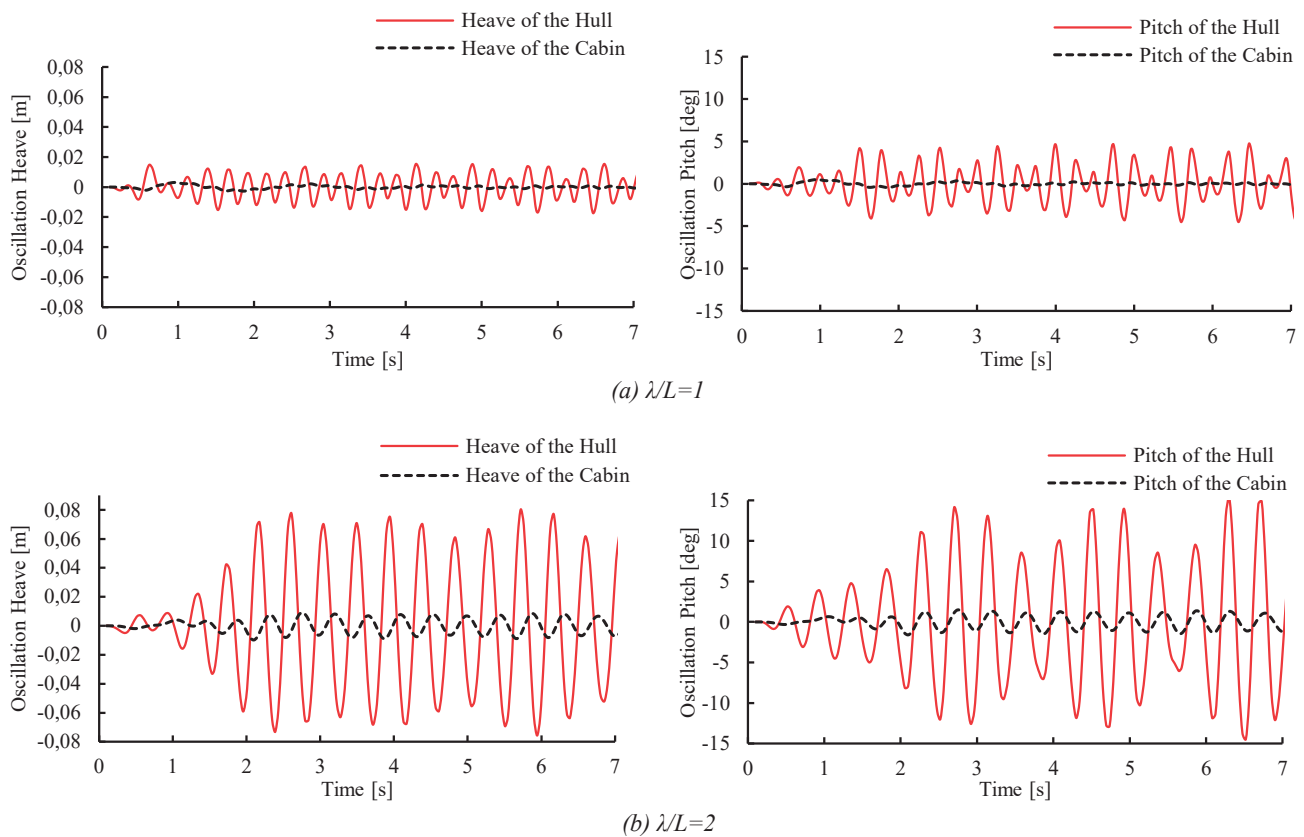 Heave of the Hull
Heave of the Cabin
Oscillation Heave [m]
0,08
0,06
0,04
0,02
0
-0,02
-0,04
-0,06
-0,08
0 1 2 3 4 5 6 7
Time [s]
Pitch of the Hull
Pitch of the Cabin
Oscillation Pitch [deg]
15
10
5
0
-5
-10
-15
0 1 2 3 4 5 6 7
Time [s]
(a) λ/L=1
Heave of the Hull
Heave of the Cabin
Oscillation Heave [m]
0,08
0,06
0,04
0,02
0
-0,02
-0,04
-0,06
-0,08
0 1 2 3 4 5 6 7
Time [s]
Pitch of the Hull
Pitch of the Cabin
Oscillation Pitch [deg]
15
10
5
0
-5
-10
-15
0 1 2 3 4 5 6 7
Time [s]
(b) λ/L=2